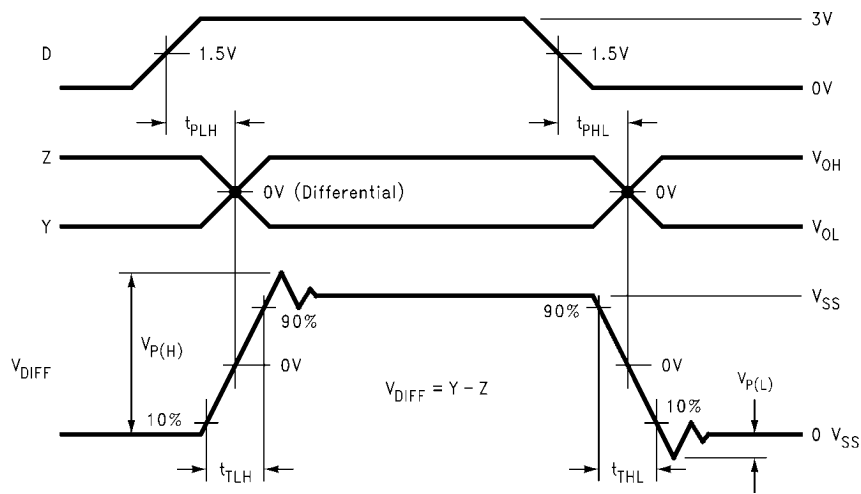 3V
D
1.5V
1.5V
0V
tPLH
tPHL
Z
VOH
0V (Differential)
0V
Y
VOL
VSS
90%
90%
VP(H)
VDIFF
0V
0V
VP(L)
VDIFF = Y – Z
10%
10%
0 VSS
tTLH
tTHL